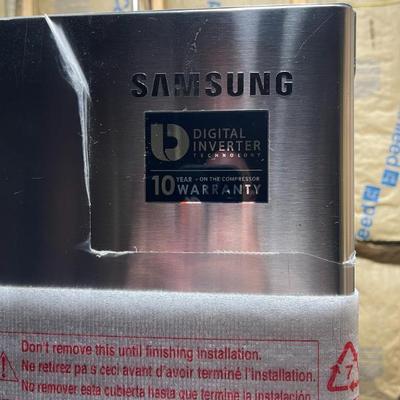 SAMSUNG
DIGITAL
INVERTER
TECHNOLOGY
10 YEAR - ON THE COMPRESSOR
WARRANTY
Don't remove this until finishing installation.
Ne retirez pas ceci avant d'avoir terminé l'installation.
No remover esta cubierta hasta que termine la instalación
7